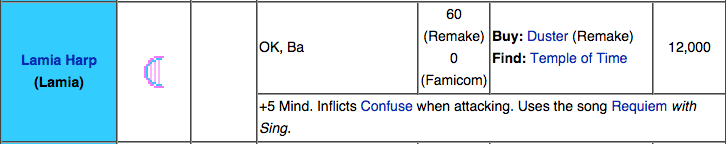 Lamia Harp
(Lamia)
OK, Ba
60
(Remake)
0
(Famicom)
Buy: Duster (Remake)
Find: Temple of Time
12,000
+5 Mind. Inflicts Confuse when attacking. Uses the song Requiem with
Sing.